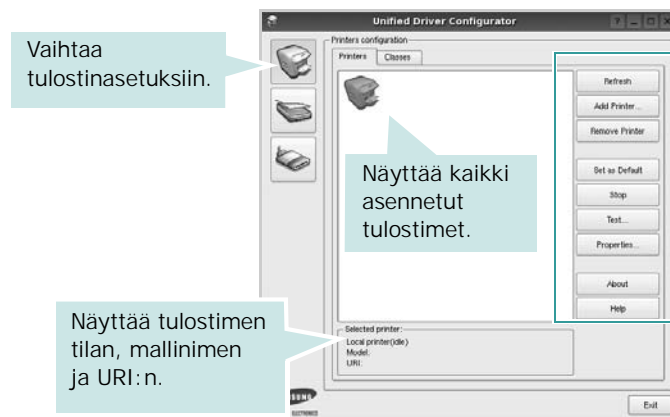 Unified Driver Configurator
Vaihtaa
tulostinasetuksiin.
Printers configuration
Printers
Classes
Refresh
Add Printer...
Remove Printer
Set as Default
Stop
Test...
Properties...
About
Help
Näyttää kaikki
asennetut
tulostimet.
Näyttää tulostimen
tilan, mallinimen
ja URI:n.
Selected printer:
Local printer(idle)
Model:
URI:
ELECTRONICS
Exit